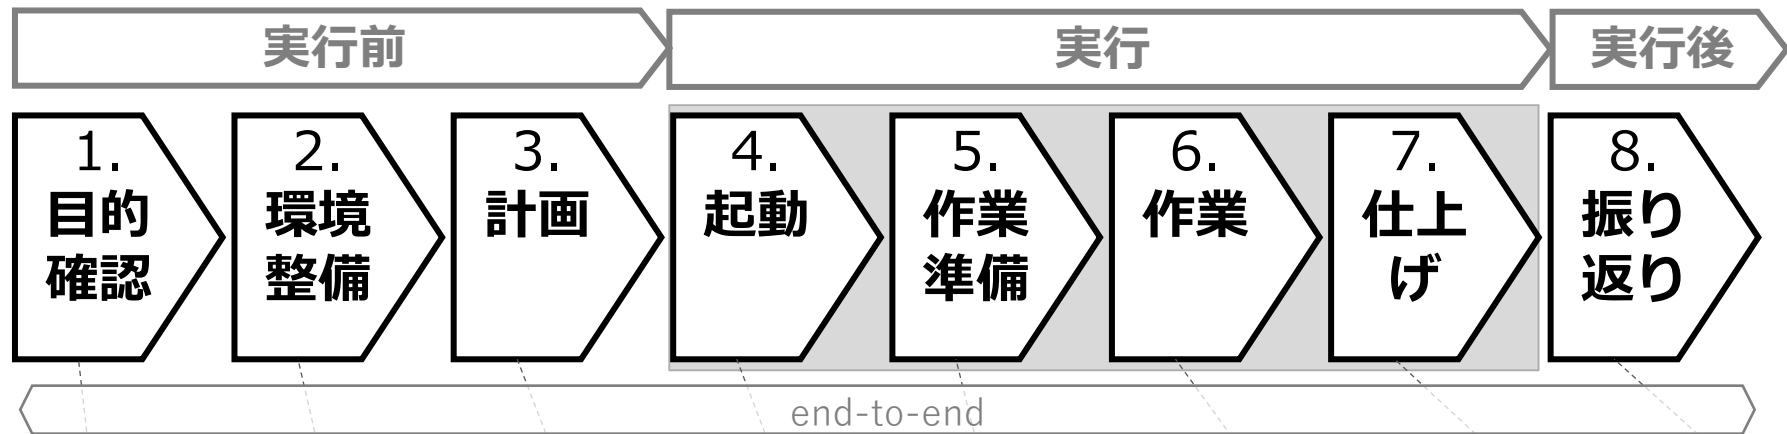 実行前
実行
実行後
1.
目的
確認
2.
環境
整備
3.
計画
4.
起動
5.
作業
準備
6.
作業
7.
仕上
げ
8.
振り
返り
end-to-end